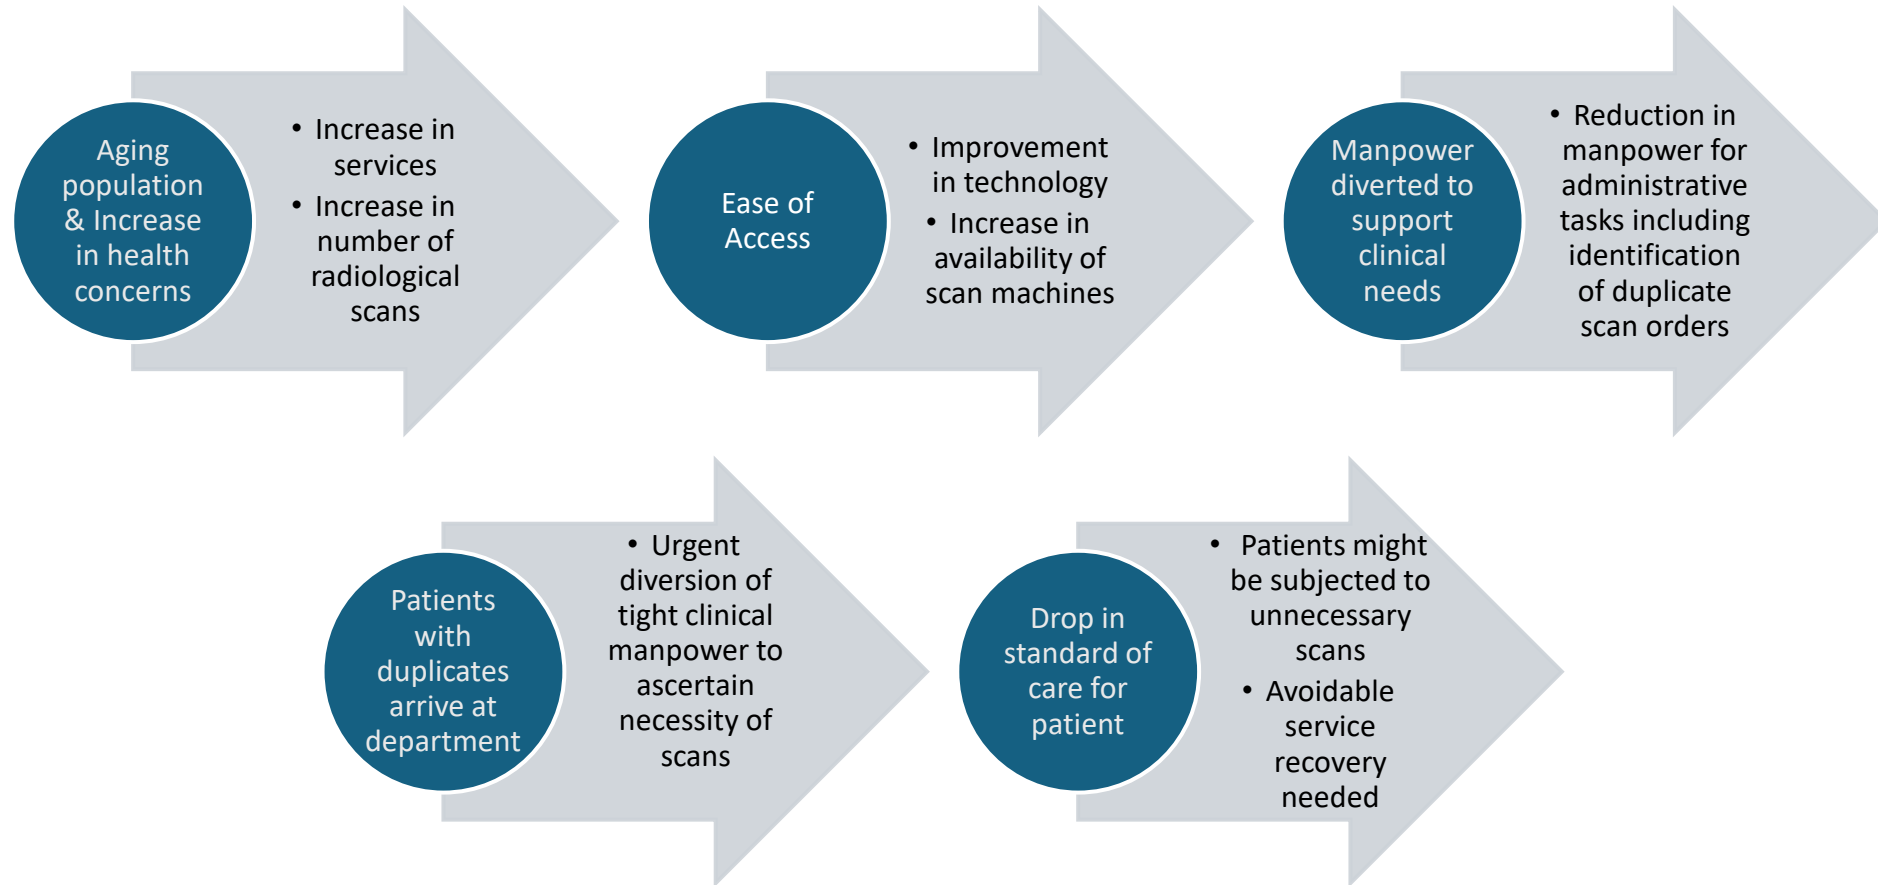 Aging
population
& Increase
in health
concerns
• Increase in
services
• Increase in
number of
radiological
scans
Ease of
Access
• Improvement
in technology
• Increase in
availability of
scan machines
Manpower
diverted to
support
clinical
needs
• Reduction in
manpower for
administrative
tasks including
identification
of duplicate
scan orders
Patients
with
duplicates
arrive at
department
• Urgent
diversion of
tight clinical
manpower to
ascertain
necessity of
scans
Drop in
standard of
care for
patient
• Patients might
be subjected to
unnecessary
scans
• Avoidable
service
recovery
needed